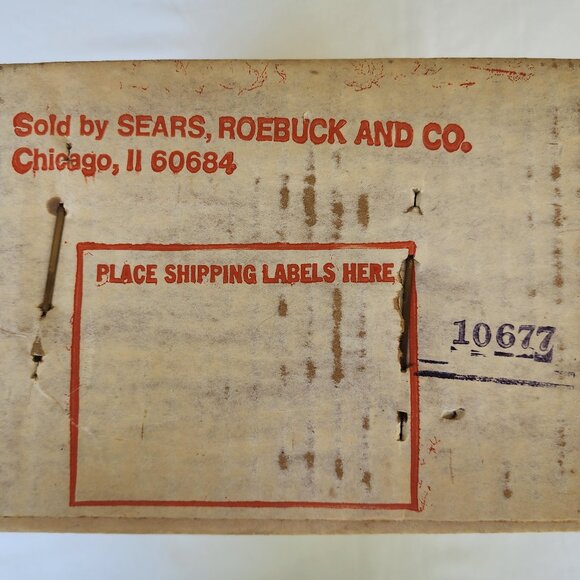 Sold by SEARS, ROEBUCK AND CO.
Chicago, Il 60684
PLACE SHIPPING LABELS HERE
10677